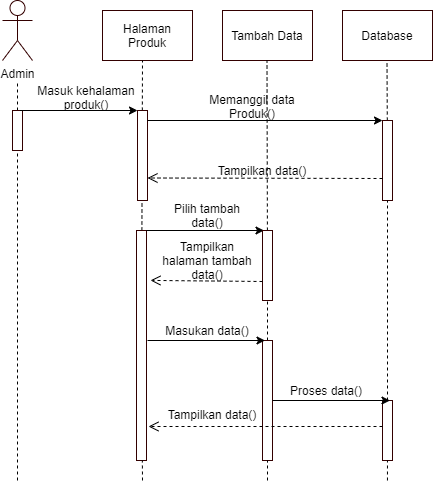 Halaman
Produk
Tambah Data
Database
Admin
Masuk kehalaman
produk()
Memanggil data
Produk()
Tampilkan data()
Pilih tambah
data()
Tampilkan
halaman tambah
data()
Masukan data()
Proses data()
Tampilkan data()